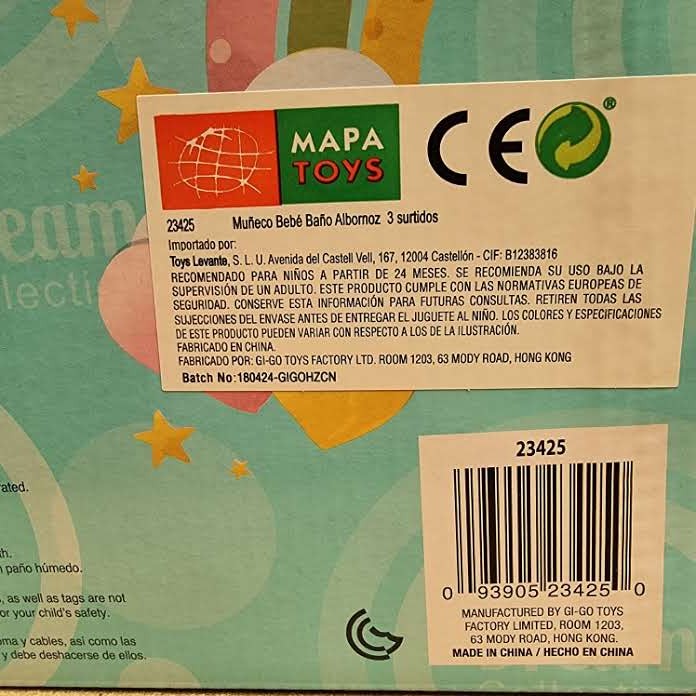 MAPA
TOYS
CE
23425 Muñeco Bebé Baño Albornoz 3 surtidos
Importado por:
Toys Levante, S. L. U. Avenida del Castell Vell, 167, 12004 Castellón - CIF: B12383816
RECOMENDADO PARA NIÑOS A PARTIR DE 24 MESES. SE RECOMIENDA SU USO BAJO LA
SUPERVISIÓN DE UN ADULTO. ESTE PRODUCTO CUMPLE CON LAS NORMATIVAS EUROPEAS DE
SEGURIDAD. CONSERVE ESTA INFORMACIÓN PARA FUTURAS CONSULTAS. RETIREN TODAS LAS
SUJECCIONES DEL ENVASE ANTES DE ENTREGAR EL JUGUETE AL NIÑO. LOS COLORES Y ESPECIFICACIONES
DE ESTE PRODUCTO PUEDEN VARIAR CON RESPECTO A LOS DE LA ILUSTRACIÓN.
FABRICADO EN CHINA.
FABRICADO POR: GI-GO TOYS FACTORY LTD. ROOM 1203, 63 MODY ROAD, HONG KONG
Batch No:180424-GIGOHZCN
eam
lecti
ated.
th.
paño húmedo.
, as well as tags are not
or your child's safety.
oma y cables, así como las
y debe deshacerse de ellos.
23425
0 93905 23425 0
MANUFACTURED BY GI-GO TOYS
FACTORY LIMITED, ROOM 1203,
63 MODY ROAD, HONG KONG.
MADE IN CHINA / HECHO EN CHINA